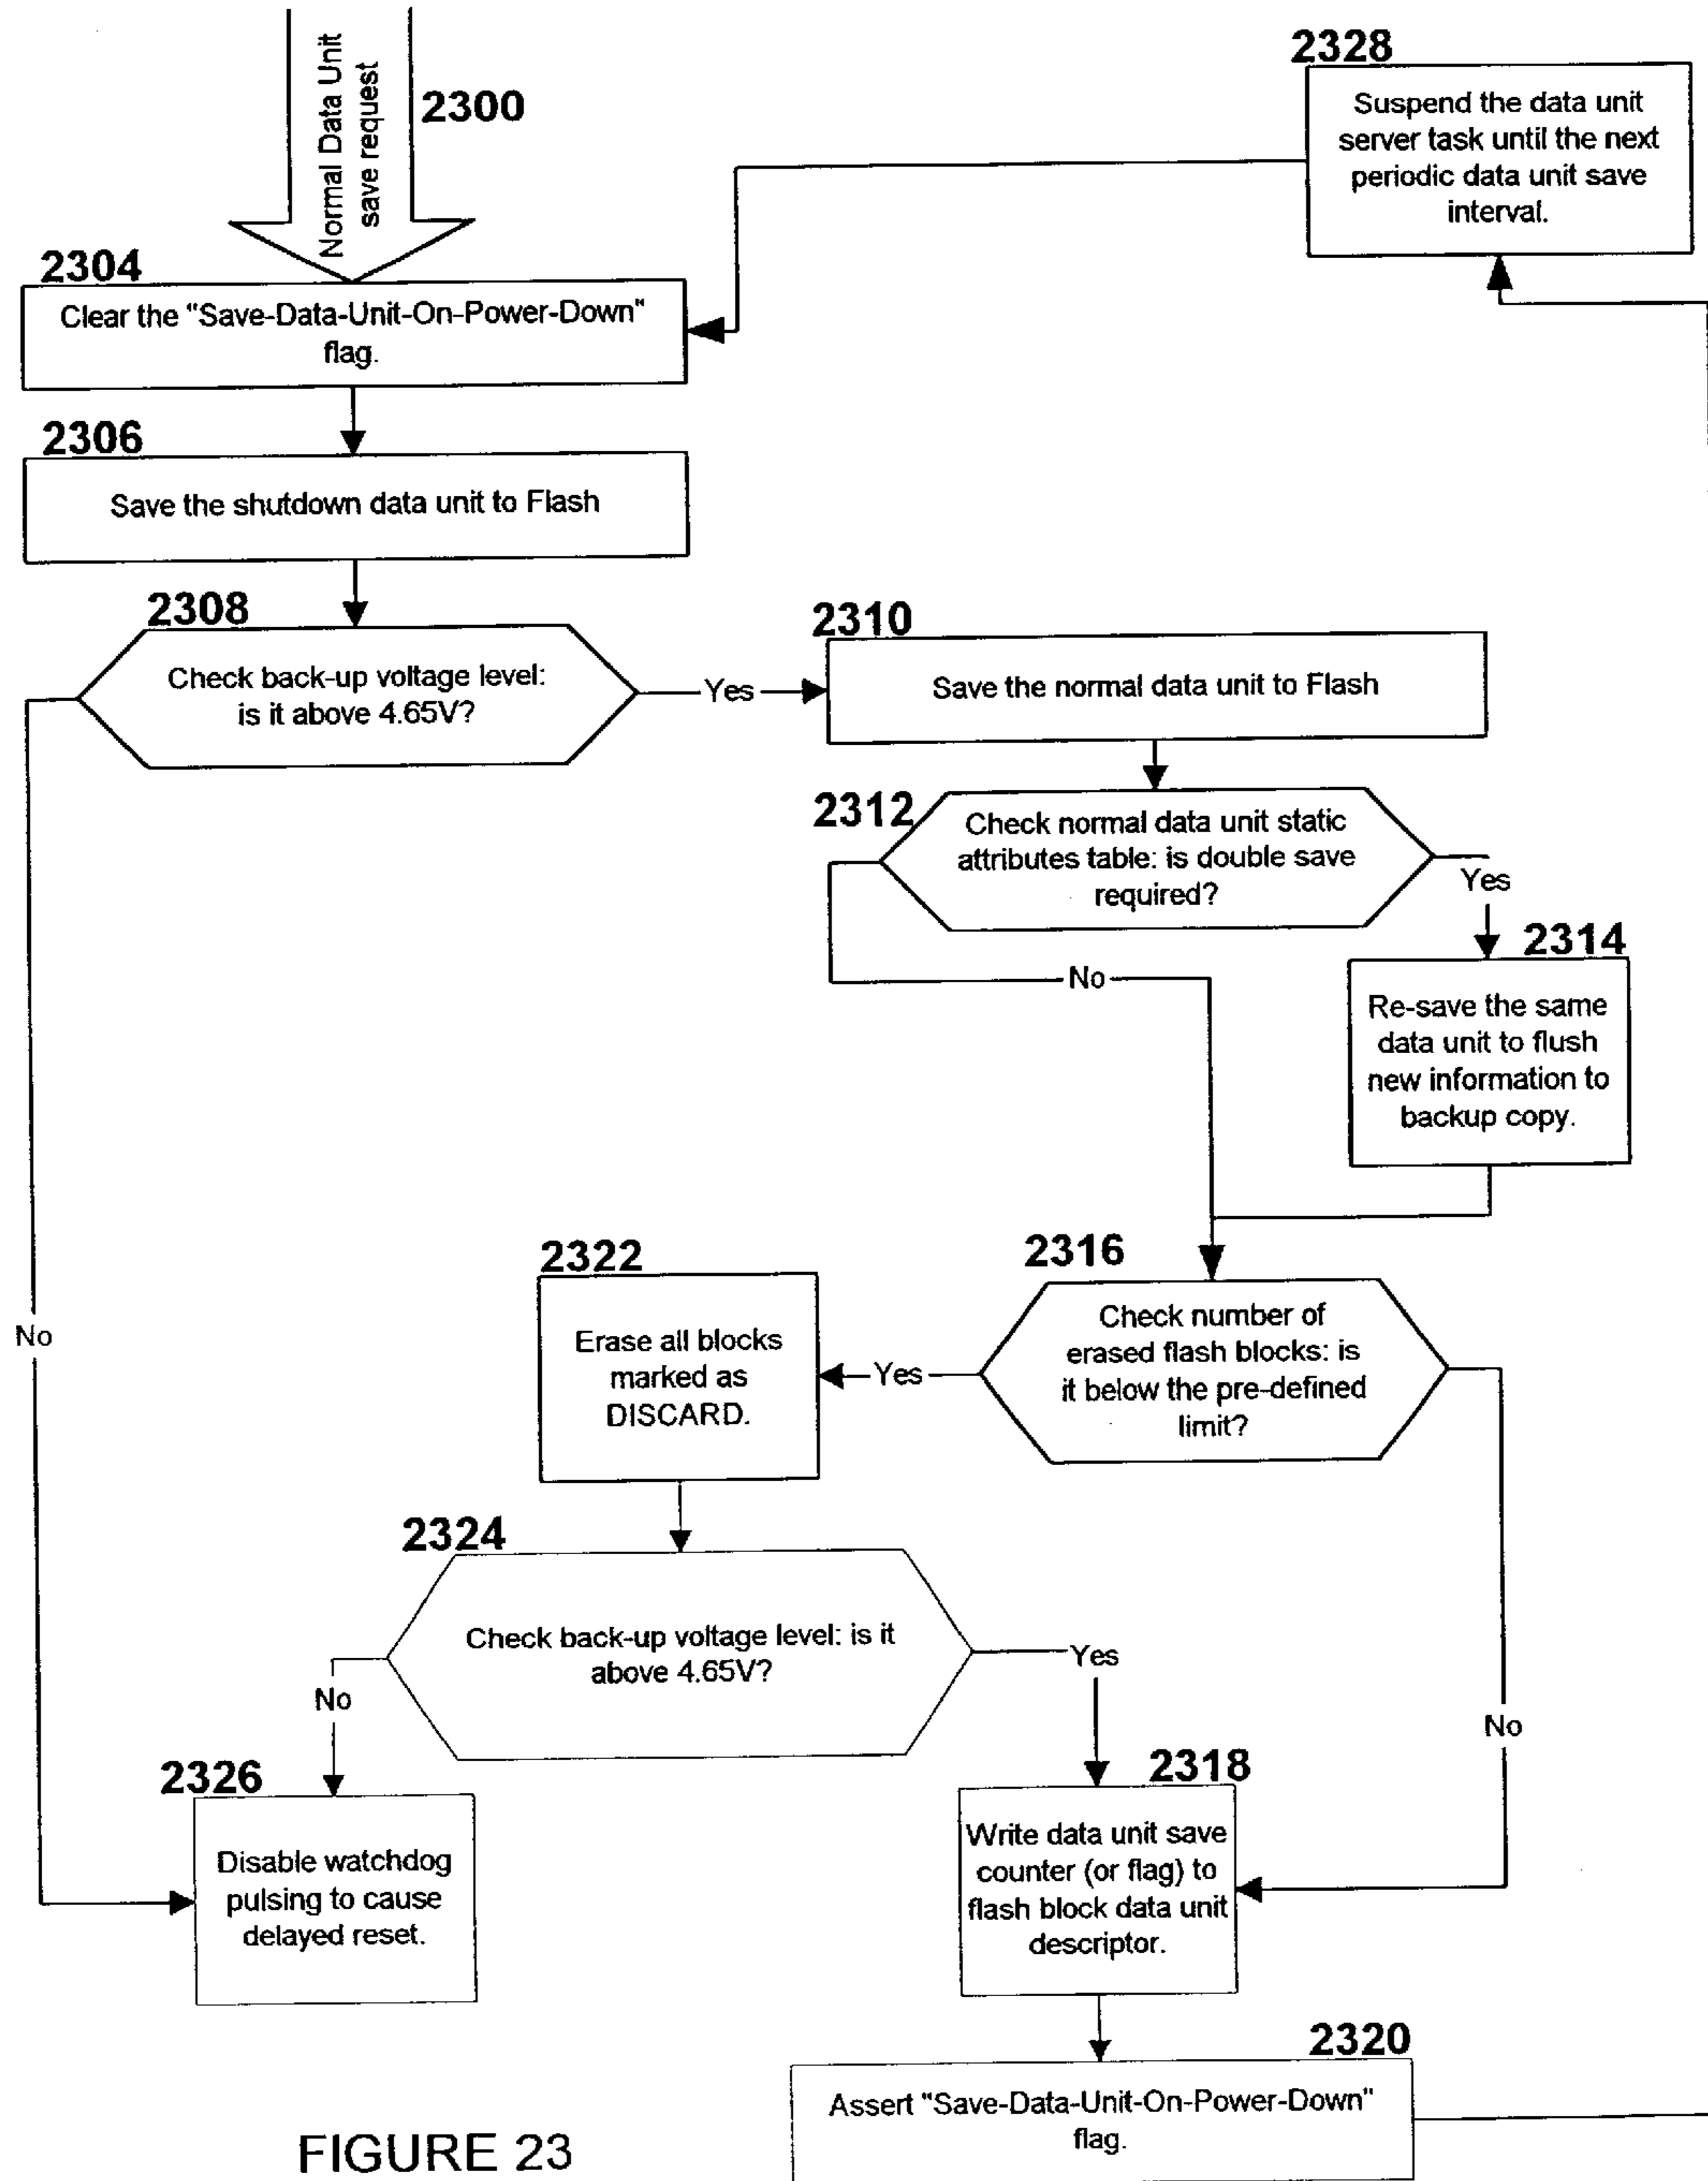 Normal Data Unit
save request
2300
2328
Suspend the data unit
server task until the next
periodic data unit save
interval.
2304
Clear the "Save-Data-Unit-On-Power-Down"
flag.
2306
Save the shutdown data unit to Flash
2308
Check back-up voltage level:
is it above 4.65V?
Yes
2310
Save the normal data unit to Flash
2312
Check normal data unit static
attributes table: is double save
required?
Yes
No
2314
Re-save the same
data unit to flush
new information to
backup copy.
2316
Check number of
erased flash blocks: is
it below the pre-defined
limit?
Yes
2322
Erase all blocks
marked as
DISCARD.
No
2324
Check back-up voltage level: is it
above 4.65V?
Yes
No
No
2326
Disable watchdog
pulsing to cause
delayed reset.
2318
Write data unit save
counter (or flag) to
flash block data unit
descriptor.
2320
Assert "Save-Data-Unit-On-Power-Down"
flag.
FIGURE 23